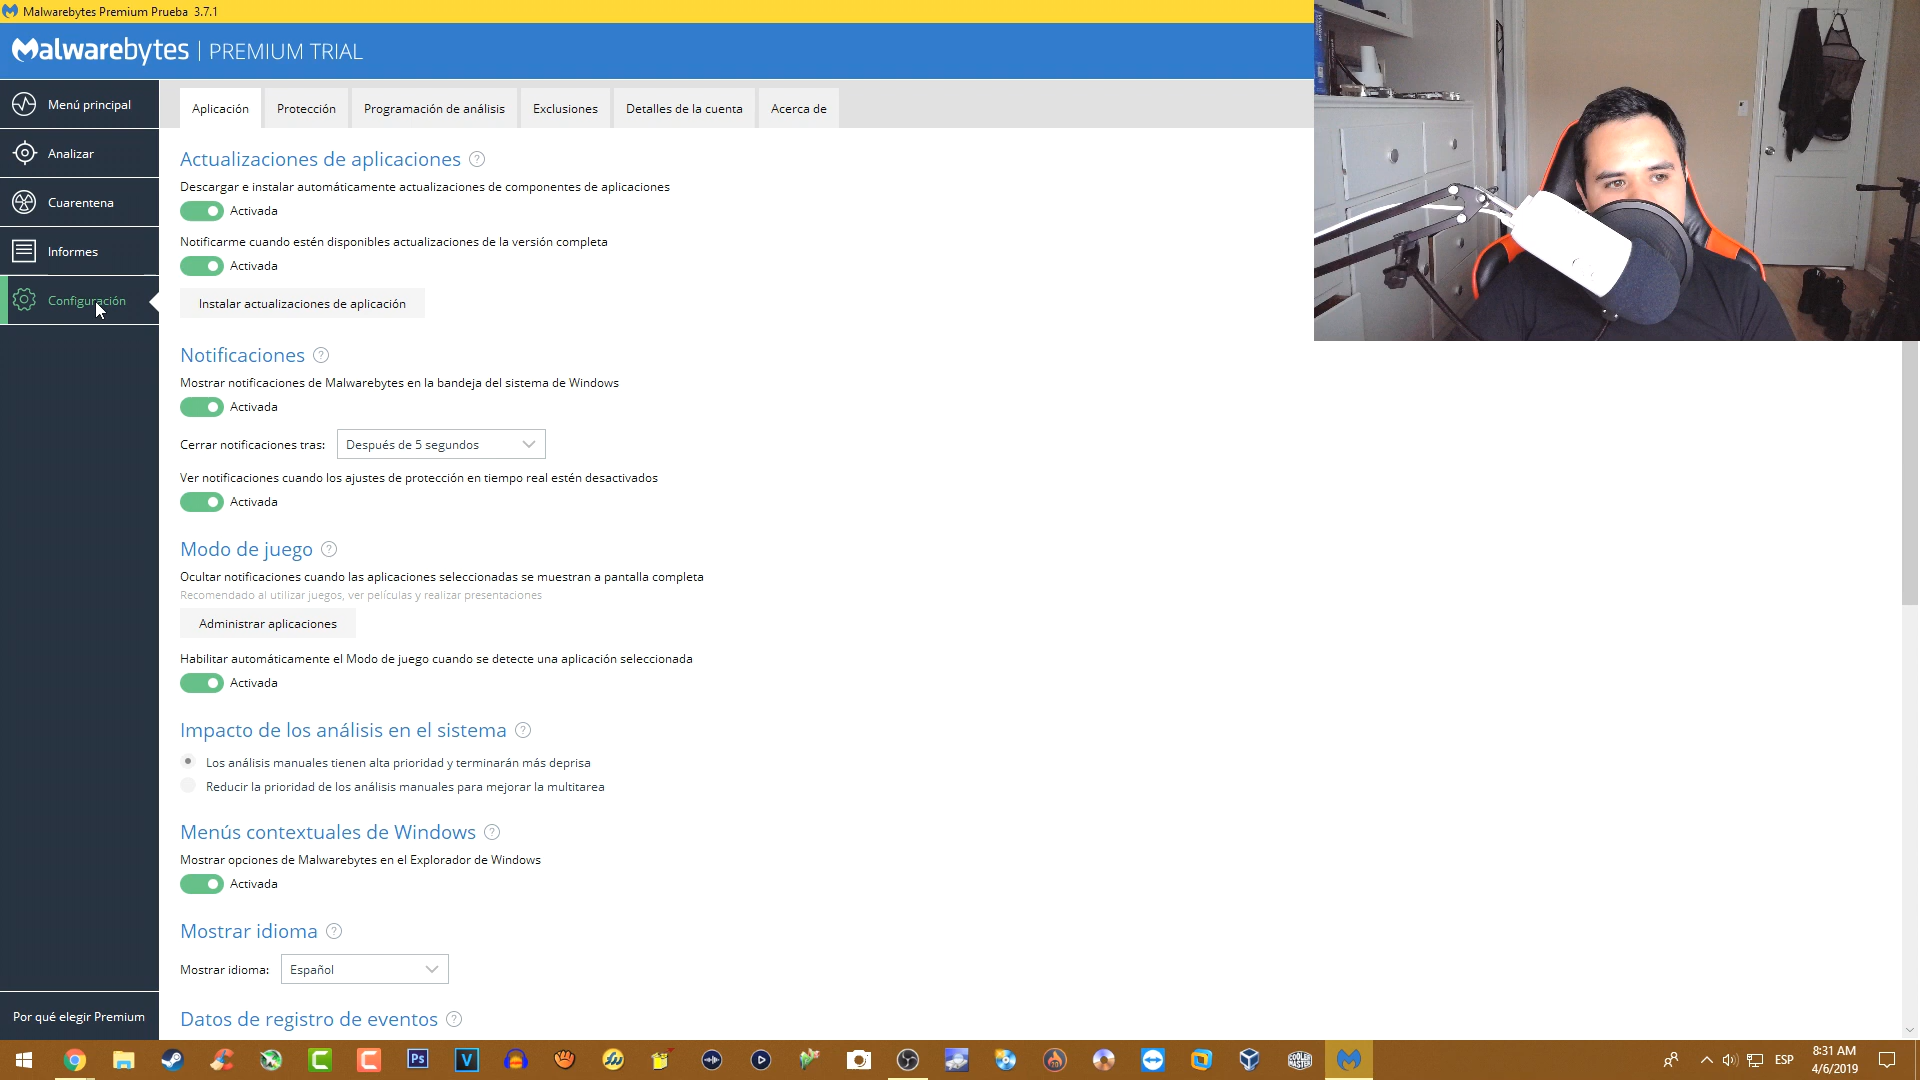 Malwarebytes Premium Prueba 3.7.1
Malwarebytes | PREMIUM TRIAL
Menú principal
Analizar
Cuarentena
Informes
Configuración
Por qué elegir Premium
Aplicación
Protección
Programación de análisis
Exclusiones
Detalles de la cuenta
Acerca de
Actualizaciones de aplicaciones ?
Descargar e instalar automáticamente actualizaciones de componentes de aplicaciones
Activada
Notificarme cuando estén disponibles actualizaciones de la versión completa
Activada
Instalar actualizaciones de aplicación
Notificaciones ?
Mostrar notificaciones de Malwarebytes en la bandeja del sistema de Windows
Activada
Cerrar notificaciones tras: Después de 5 segundos
Ver notificaciones cuando los ajustes de protección en tiempo real estén desactivados
Activada
Modo de juego ?
Ocultar notificaciones cuando las aplicaciones seleccionadas se muestran a pantalla completa
Recomendado al utilizar juegos, ver películas y realizar presentaciones
Administrar aplicaciones
Habilitar automáticamente el Modo de juego cuando se detecte una aplicación seleccionada
Activada
Impacto de los análisis en el sistema ?
Los análisis manuales tienen alta prioridad y terminarán más deprisa
Reducir la prioridad de los análisis manuales para mejorar la multitarea
Menús contextuales de Windows ?
Mostrar opciones de Malwarebytes en el Explorador de Windows
Activada
Mostrar idioma ?
Mostrar idioma: Español
Datos de registro de eventos ?
Ps
V
COOLER MASTER
ESP
8:31 AM
4/6/2019